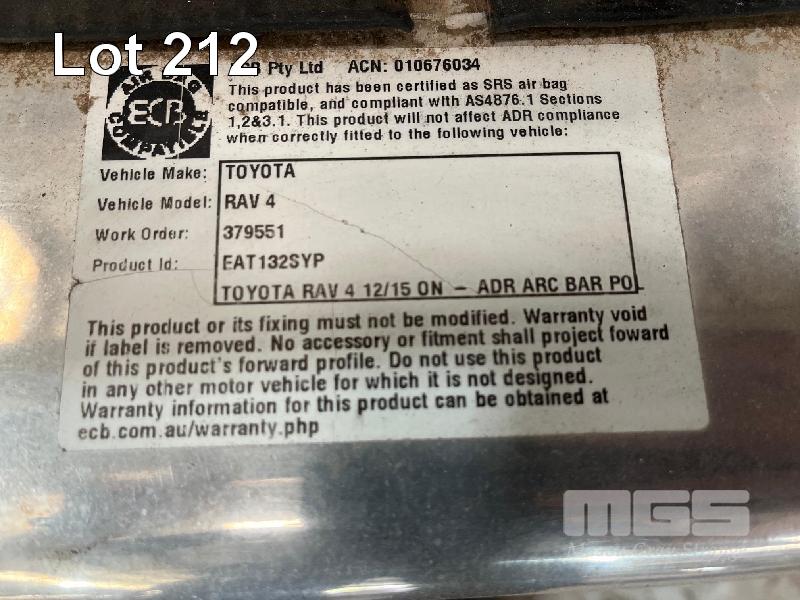 Lot 212
Pty Ltd ACN: 010676034
AIR BAG
ECB
COMPATIBLE
This product has been certified as SRS air bag
compatible, and compliant with AS4876.1 Sections
1,2&3.1. This product will not affect ADR compliance
when correctly fitted to the following vehicle:
Vehicle Make: TOYOTA
Vehicle Model: RAV 4
Work Order: 379551
Product Id: EAT132SYP
TOYOTA RAV 4 12/15 ON - ADR ARC BAR PO
This product or its fixing must not be modified. Warranty void
if label is removed. No accessory or fitment shall project foward
of this product's forward profile. Do not use this product
in any other motor vehicle for which it is not designed.
Warranty information for this product can be obtained at
ecb.com.au/warranty.php
MGS